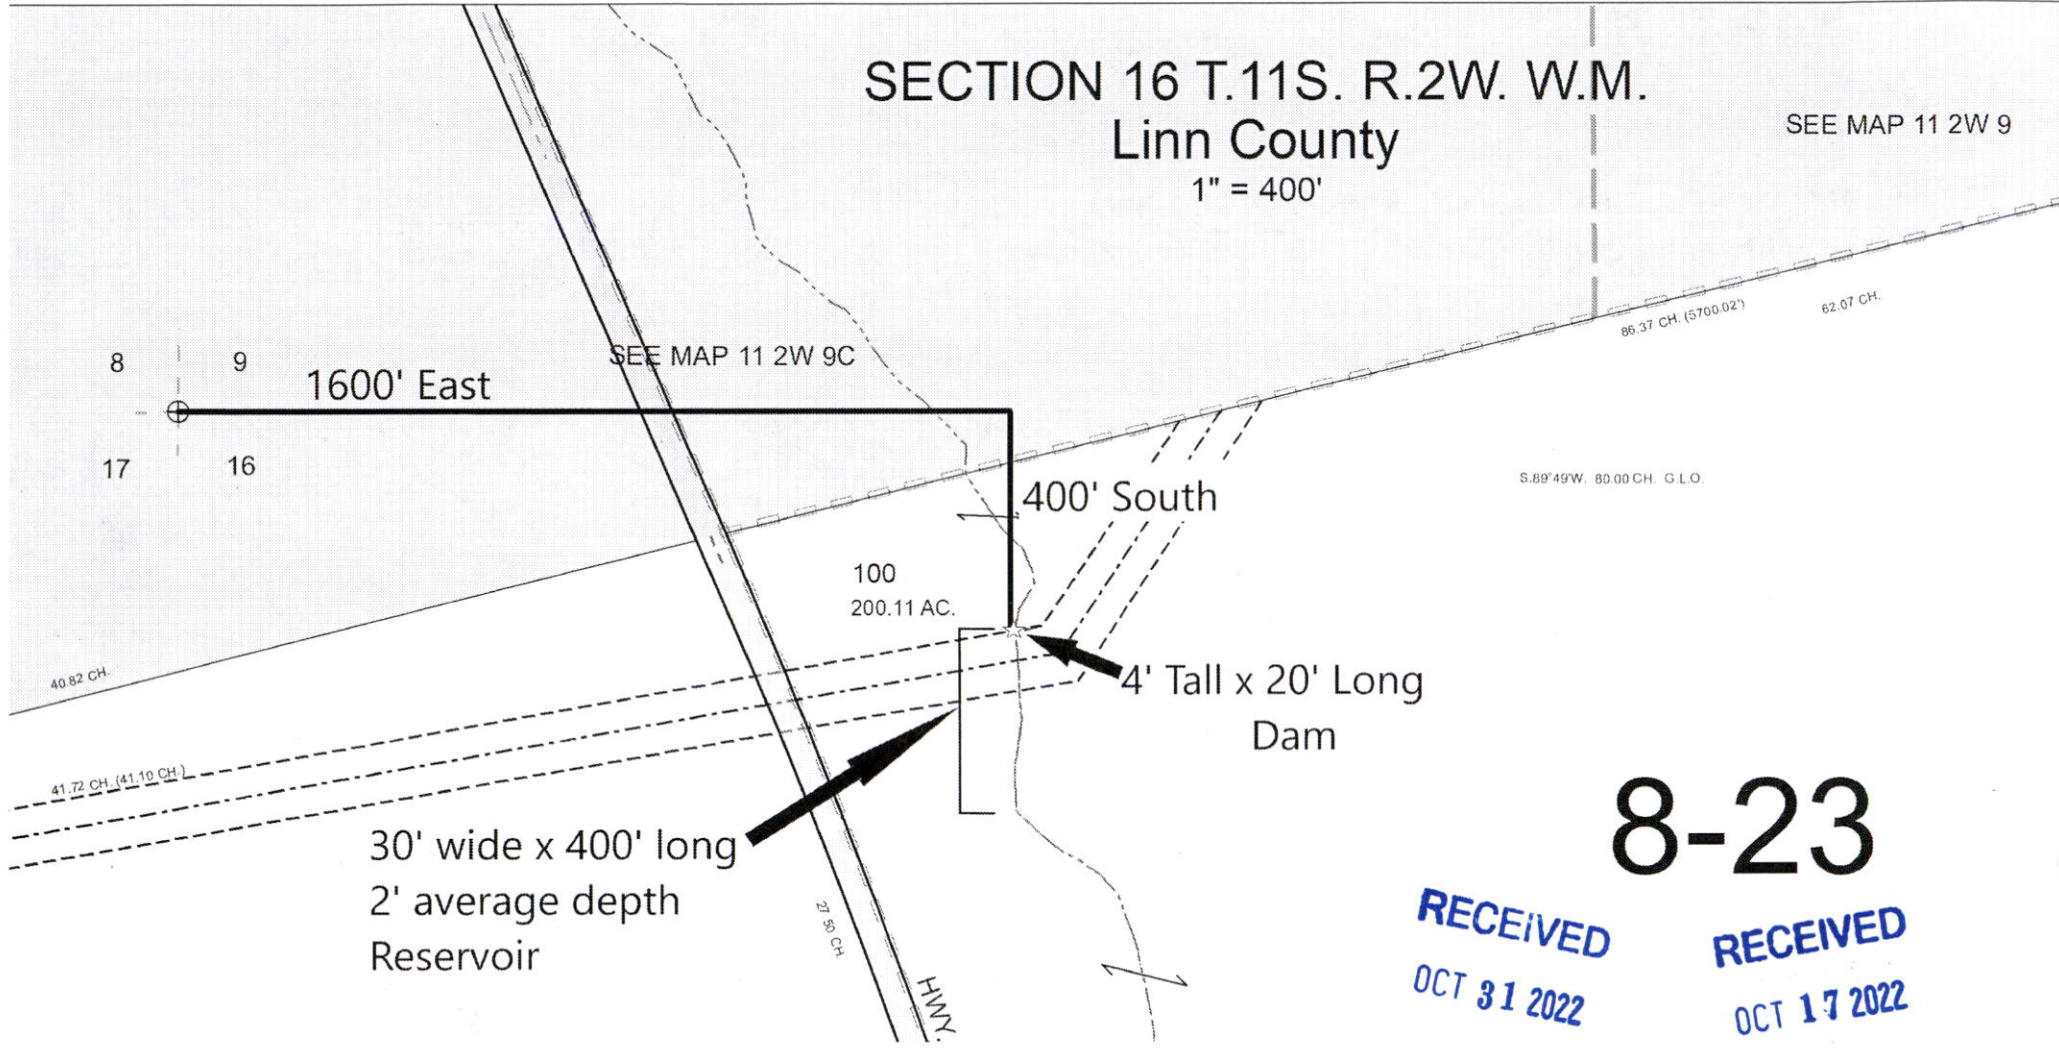 SECTION 16 T.11S. R.2W. W.M.
Linn County
1" = 400'
SEE MAP 11 2W 9
86.37 CH. (5700.02')
62.07 CH.
8
9
SEE MAP 11 2W 9C
1600' East
17
16
S.89°49'W. 80.00 CH. G.L.O.
400' South
100
200.11 AC.
40.82 CH.
4' Tall x 20' Long
Dam
41.72 CH. (41.10 CH.)
30' wide x 400' long
2' average depth
Reservoir
27.50 CH.
HWY.
8-23
RECEIVED
OCT 31 2022
RECEIVED
OCT 17 2022